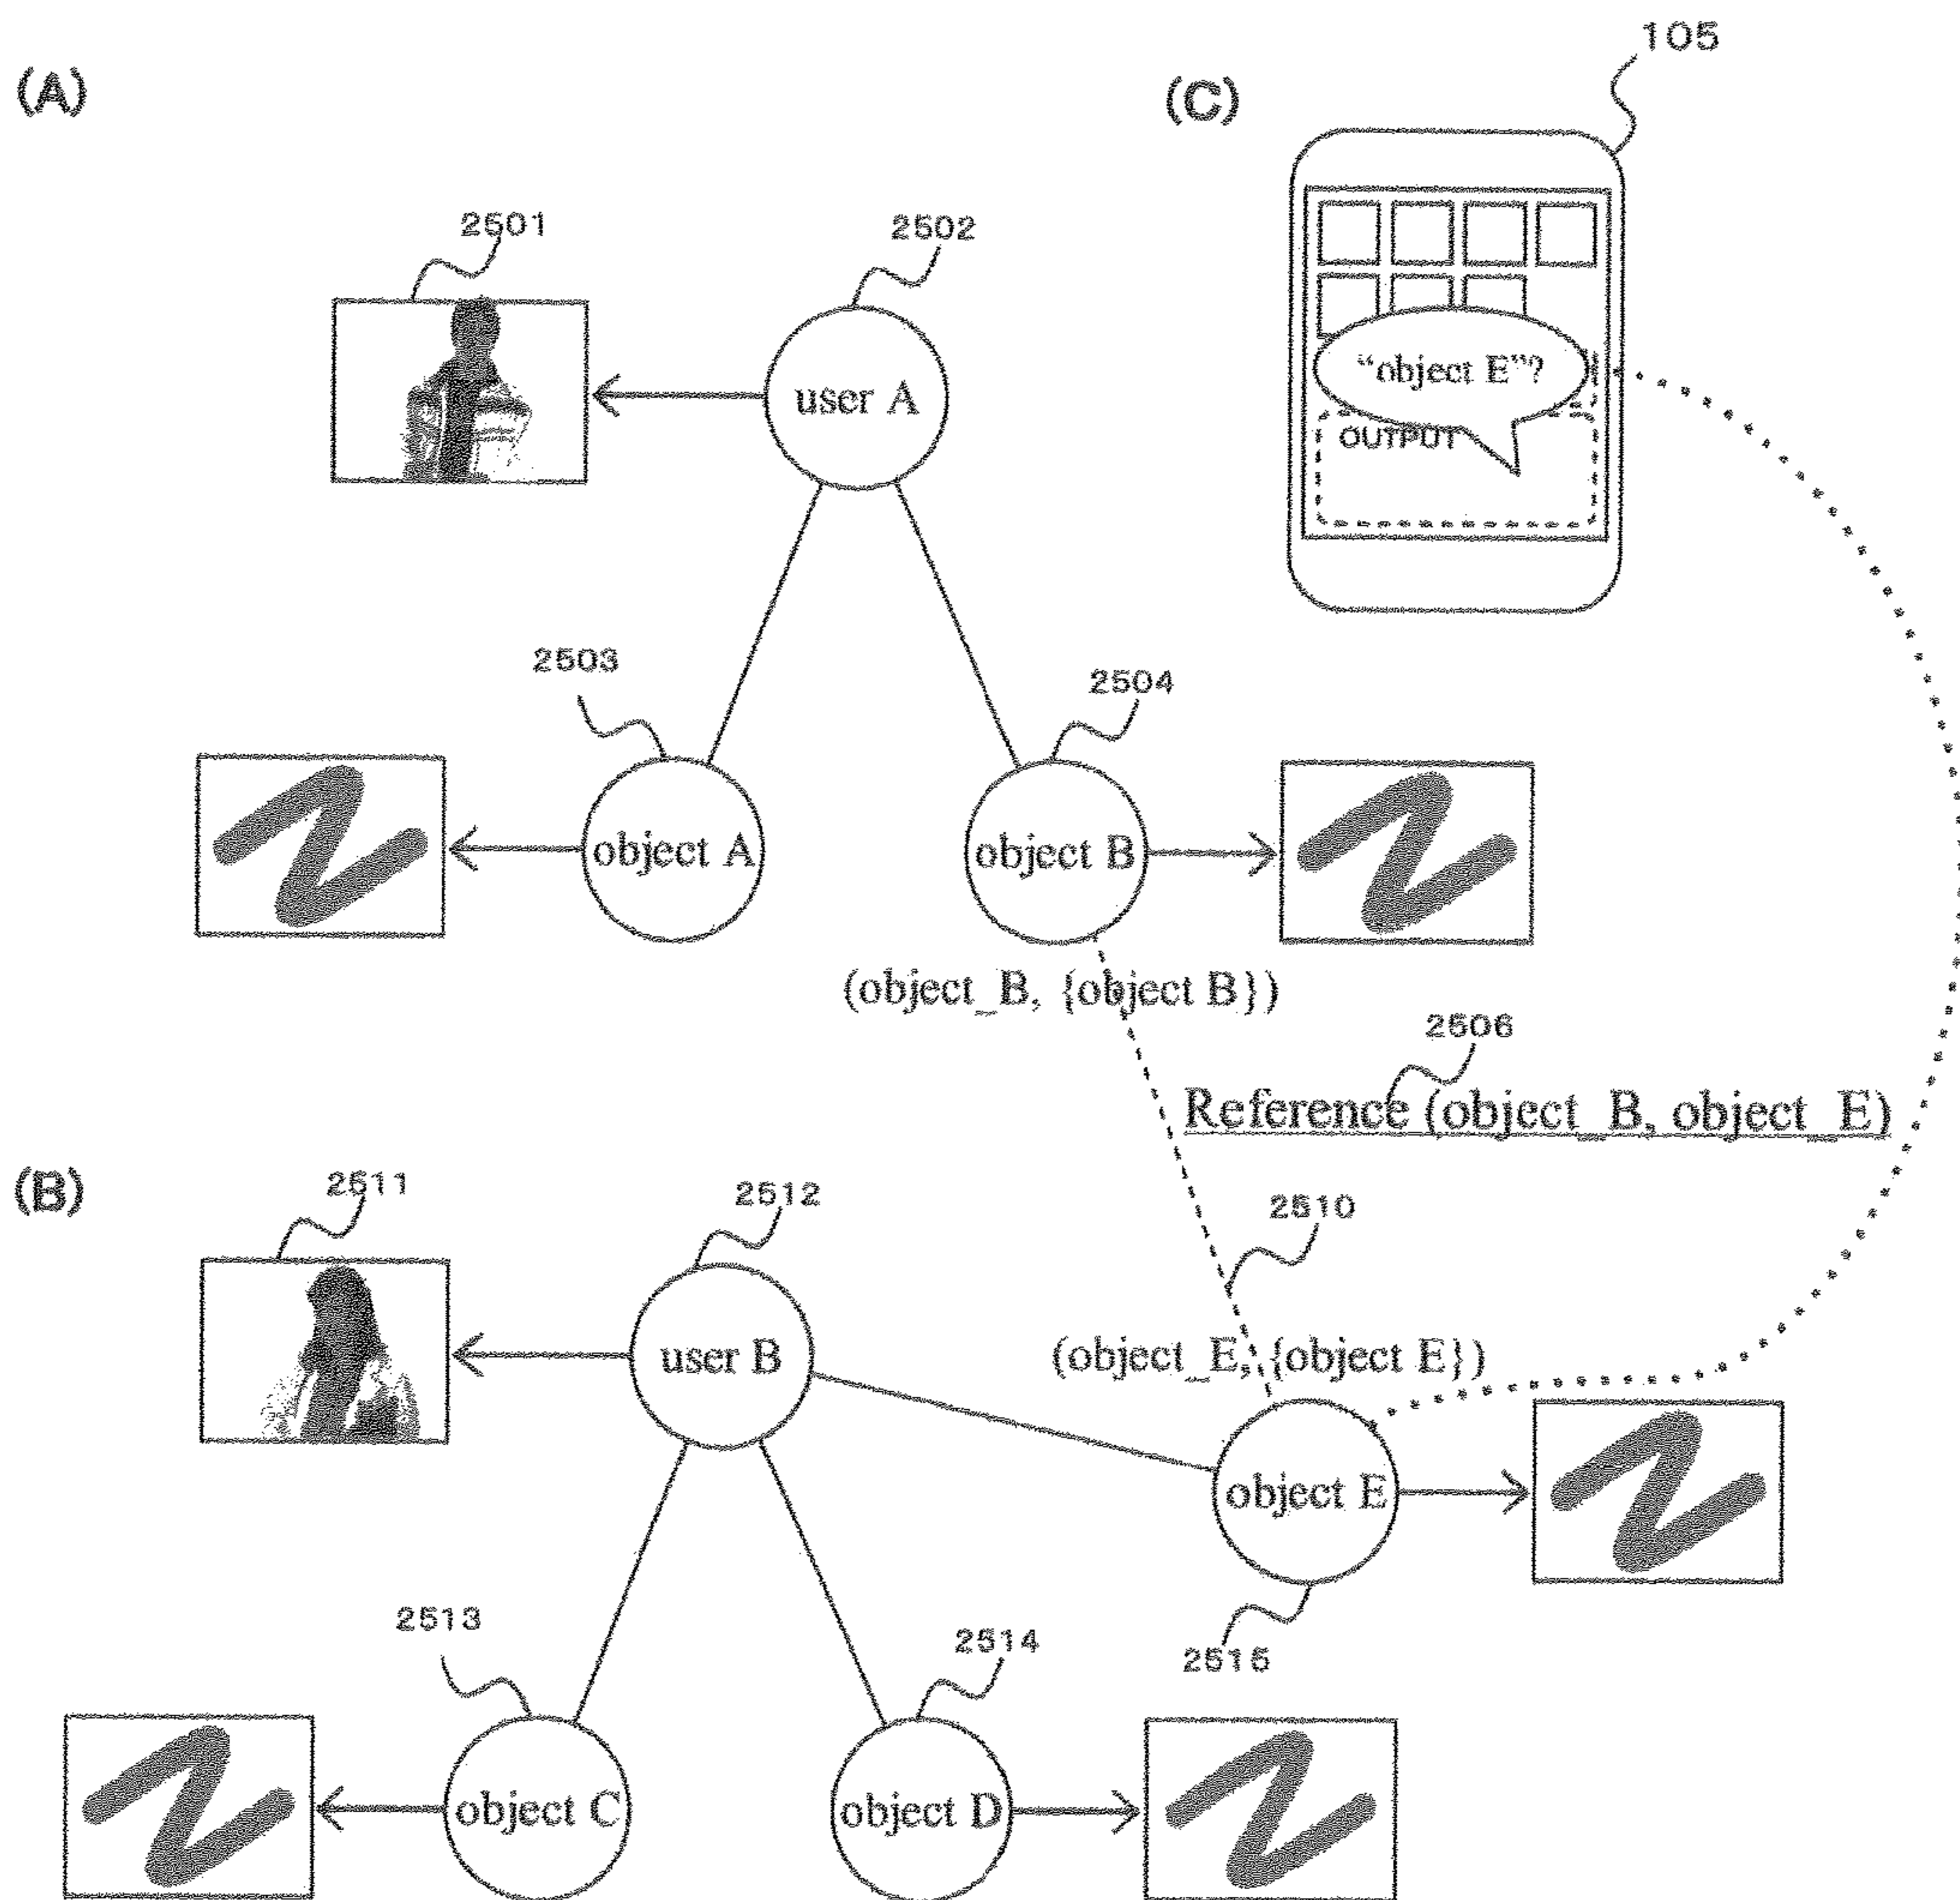 105
(A)
(C)
2501
2502
"object E"?
user A
OUTPUT
2503
2504
object A
object B
(object_B, {object B})
2506
Reference (object_B, object_E)
(B)
2511
2512
2510
(object_E, {object E})
user B
object E
2513
2514
2515
object C
object D